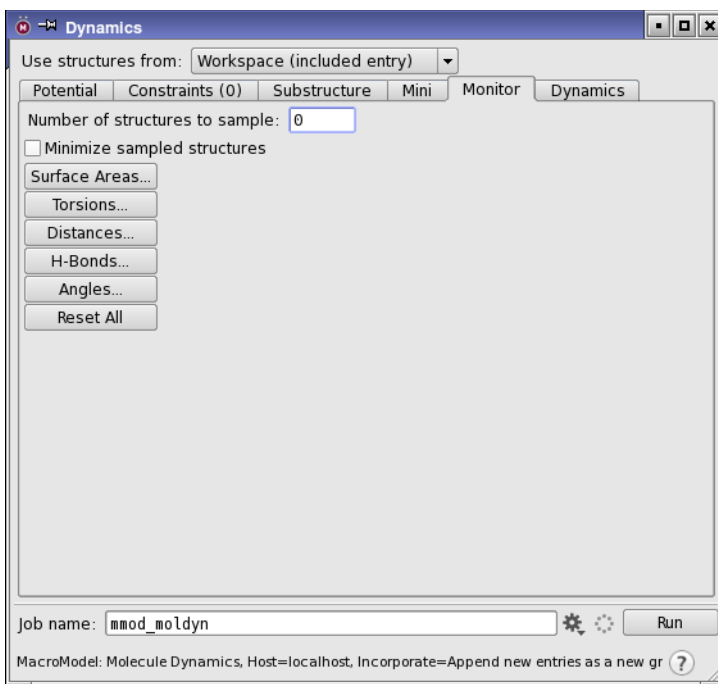 Dynamics
Use structures from: Workspace (included entry)
Potential Constraints (0) Substructure Mini Monitor Dynamics
Number of structures to sample: 0
Minimize sampled structures
Surface Areas...
Torsions...
Distances...
H-Bonds...
Angles...
Reset All
Job name: mmod_moldyn Run
MacroModel: Molecule Dynamics, Host=localhost, Incorporate=Append new entries as a new gr ?